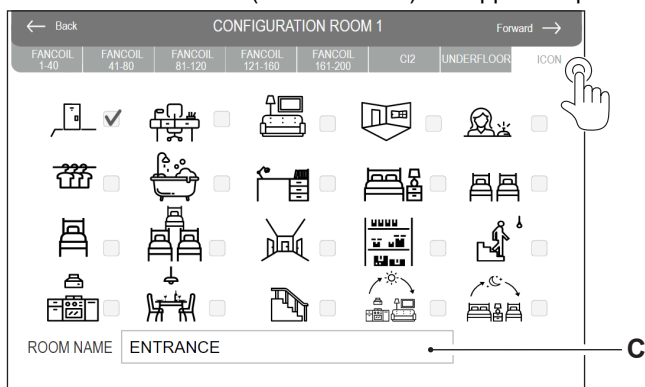 Back CONFIGURATION ROOM 1 Forward
FANCOIL 1-40 FANCOIL 41-80 FANCOIL 81-120 FANCOIL 121-160 FANCOIL 161-200 CI2 UNDERFLOOR ICON
ROOM NAME ENTRANCE C